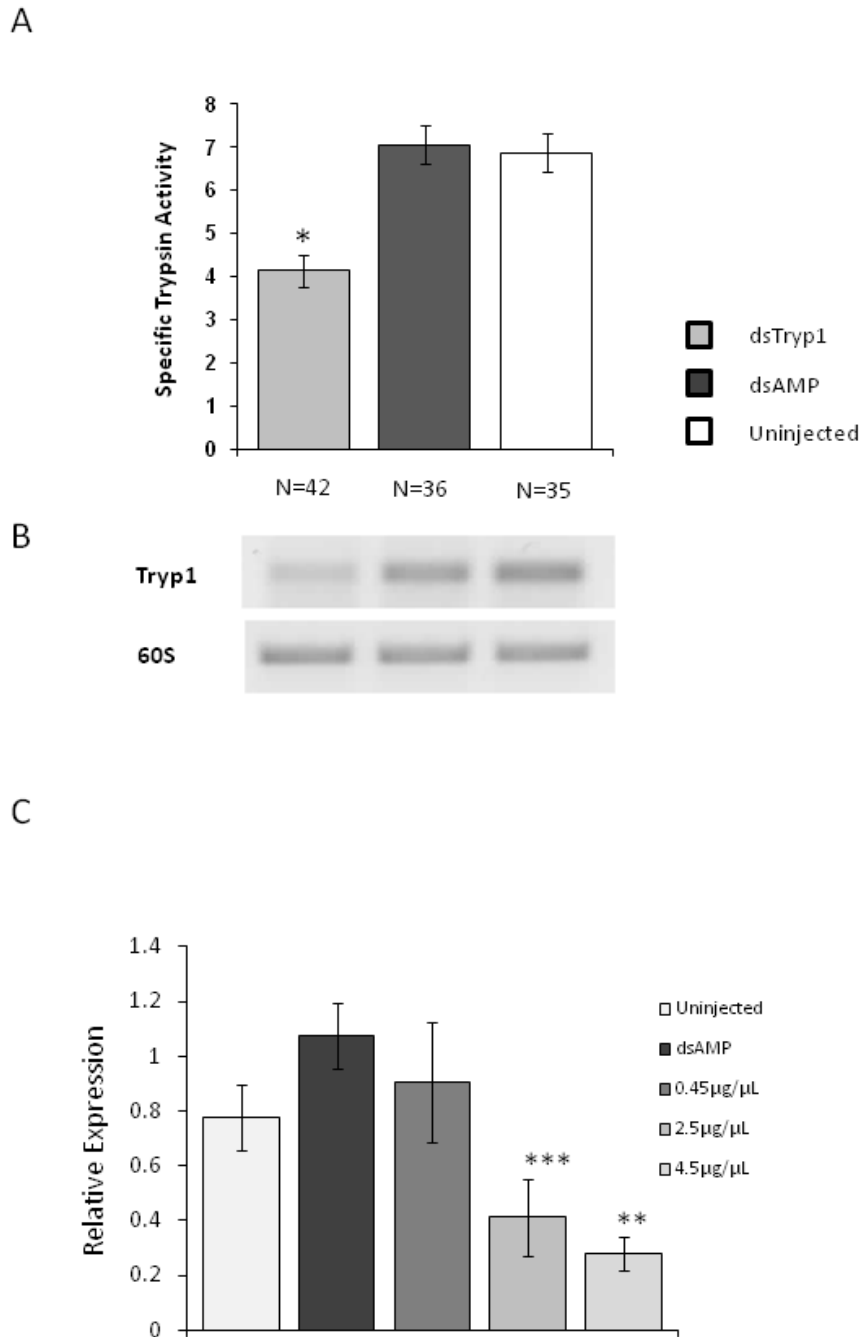 A
Specific Trypsin Activity
8
7
6
5
4
3
2
1
0
*
N=42 N=36 N=35
dsTryp1
dsAMP
Uninjected
B
Tryp1
60S
C
Relative Expression
1.4
1.2
1
0.8
0.6
0.4
0.2
0
***
**
Uninjected
dsAMP
0.45µg/µL
2.5µg/µL
4.5µg/µL